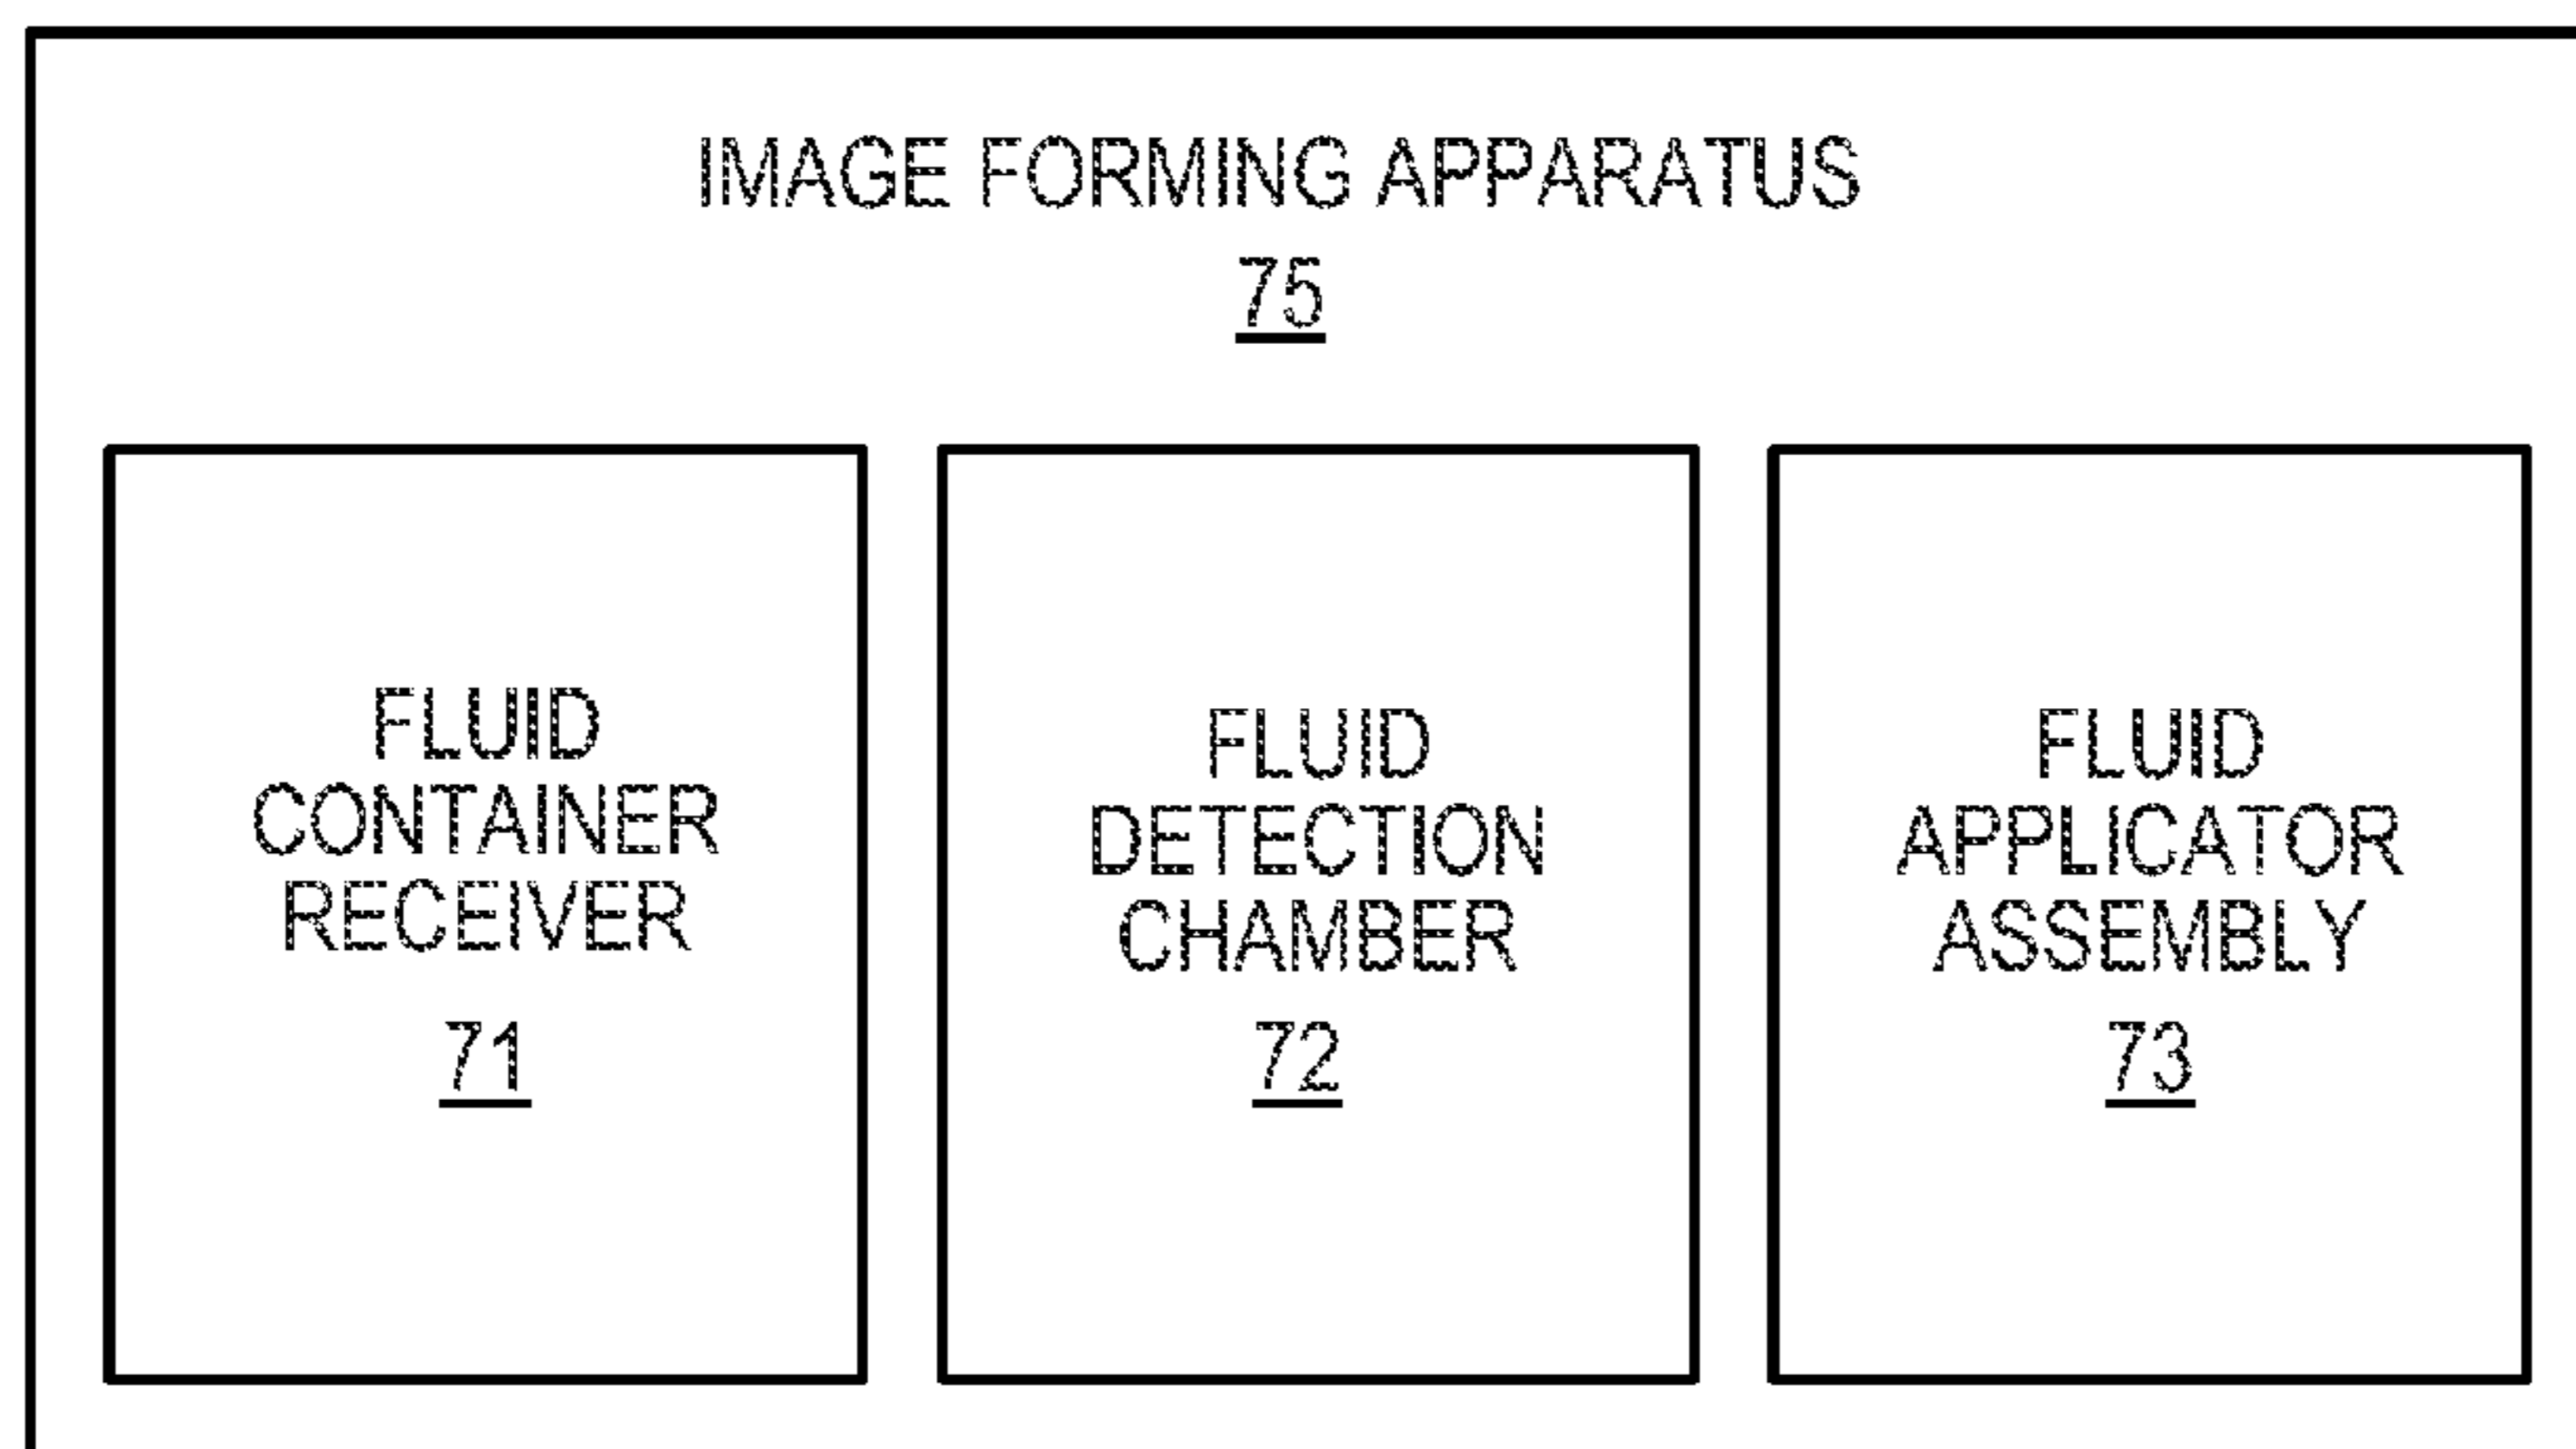 IMAGE FORMING APPARATUS
75
FLUID
CONTAINER
RECEIVER
71
FLUID
DETECTION
CHAMBER
72
FLUID
APPLICATOR
ASSEMBLY
73